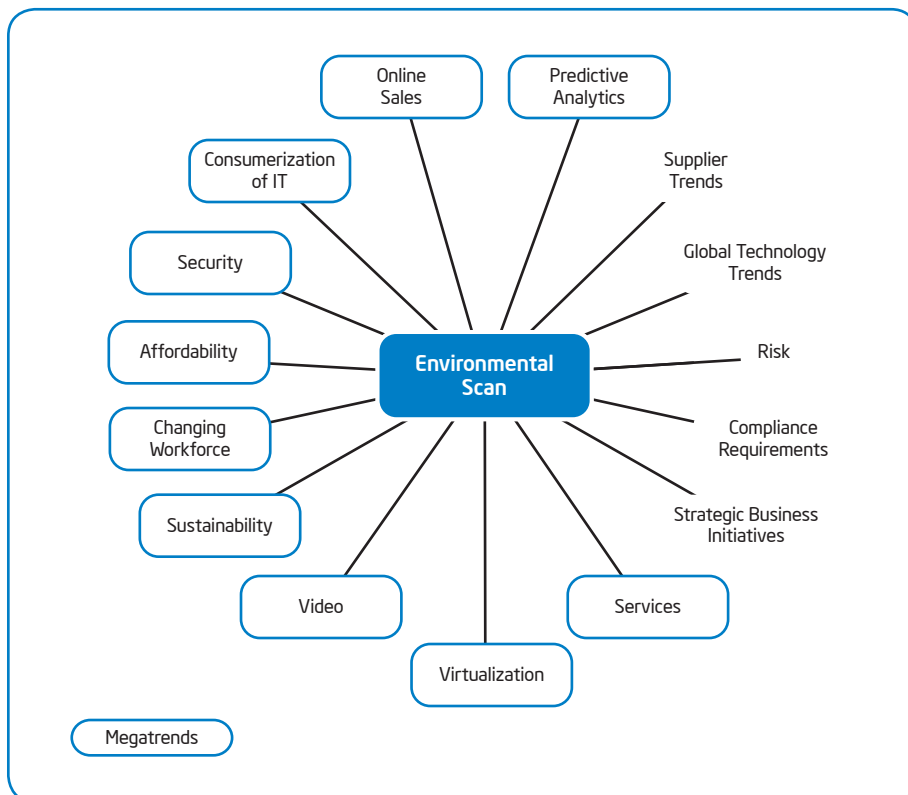 Online
Sales
Predictive
Analytics
Consumerization
of IT
Supplier
Trends
Security
Global Technology
Trends
Affordability
Environmental
Scan
Risk
Changing
Workforce
Compliance
Requirements
Sustainability
Strategic Business
Initiatives
Video
Services
Virtualization
Megatrends